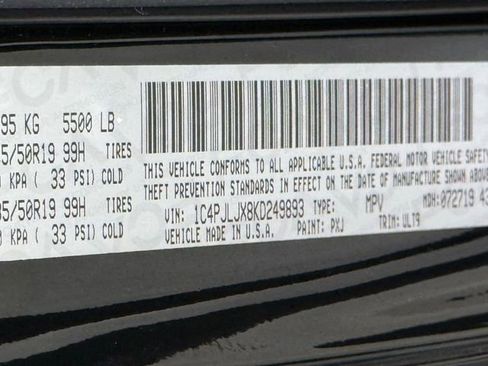 95 KG 5500 LB
5/50R19 99H TIRES
KPA ( 33 PSI) COLD
5/50R19 99H TIRES
KPA ( 33 PSI) COLD
THIS VEHICLE CONFORMS TO ALL APPLICABLE U.S.A. FEDERAL MOTOR VEHICLE SAFETY
THEFT PREVENTION STANDARDS IN EFFECT ON THE DATE OF MANUFACTURE SHOWN
VIN: 1C4PJLJX8KD249893 TYPE: MPV MDH: 072719 43
VEHICLE MADE IN U.S.A. PAINT: PXJ TRIM: ULT9